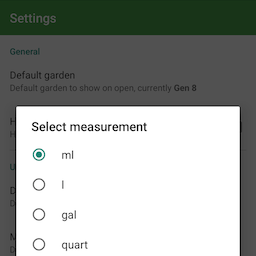 Settings
General
Default garden
Default garden to show on open, currently Gen 8
Select measurement
ml
l
gal
quart